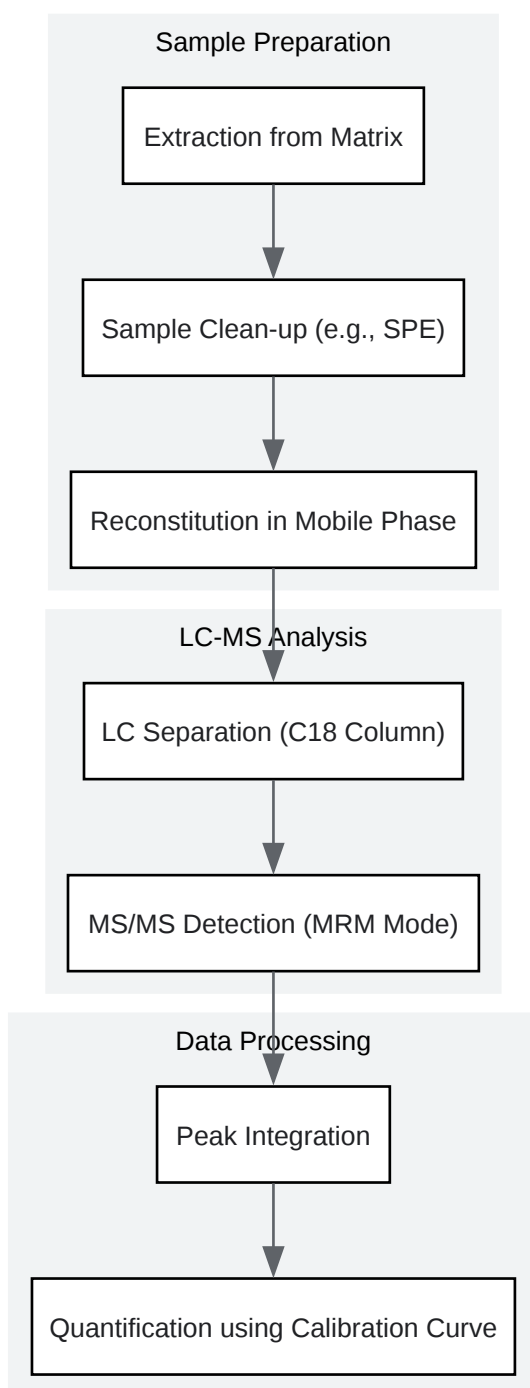 Sample Preparation
Extraction from Matrix
Sample Clean-up (e.g., SPE)
Reconstitution in Mobile Phase
LC-MS Analysis
LC Separation (C18 Column)
MS/MS Detection (MRM Mode)
Data Processing
Peak Integration
Quantification using Calibration Curve